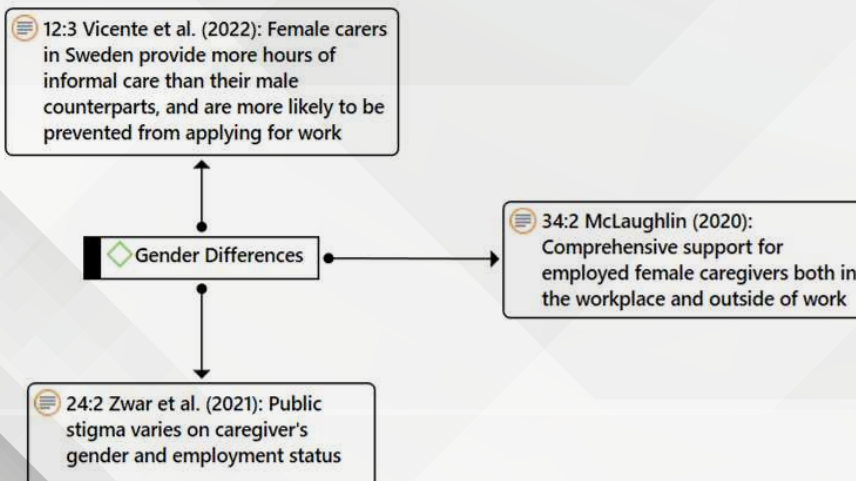 12:3 Vicente et al. (2022): Female carers
in Sweden provide more hours of
informal care than their male
counterparts, and are more likely to be
prevented from applying for work
Gender Differences
34:2 McLaughlin (2020):
Comprehensive support for
employed female caregivers both in
the workplace and outside of work
24:2 Zwar et al. (2021): Public
stigma varies on caregiver's
gender and employment status